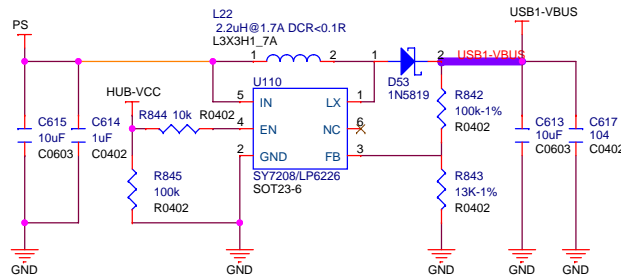 L22
2.2uH@1.7A DCR<0.1R
L3X3H1_7A
PS
USB1-VBUS
1
2
1
2
USB1-VBUS
D53
1N5819
U110
HUB-VCC
5
IN
LX
1
R844 10k
R0402
4
EN
NC
6
2
GND
FB
3
SY7208/LP6226
SOT23-6
C615
10uF
C0603
C614
1uF
C0402
R845
100k
R0402
R842
100k-1%
R0402
R843
13K-1%
R0402
C613
10uF
C0603
C617
104
C0402
GND
GND
GND
GND
GND